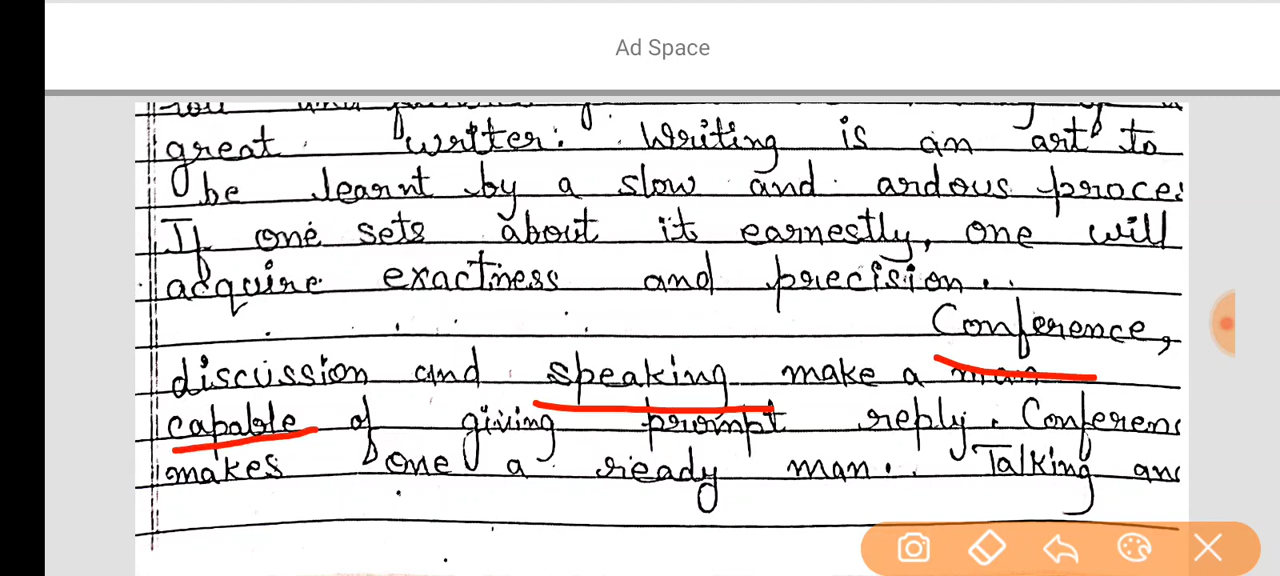 Ad Space
great writter. Writing is an art to
be learnt by a slow and ardous proces
If one sets about it earnestly, one will
acquire exactness and precision.
Conference,
discussion and speaking make a man
capable of giving prompt reply. Conferenc
makes one a ready man. Talking an